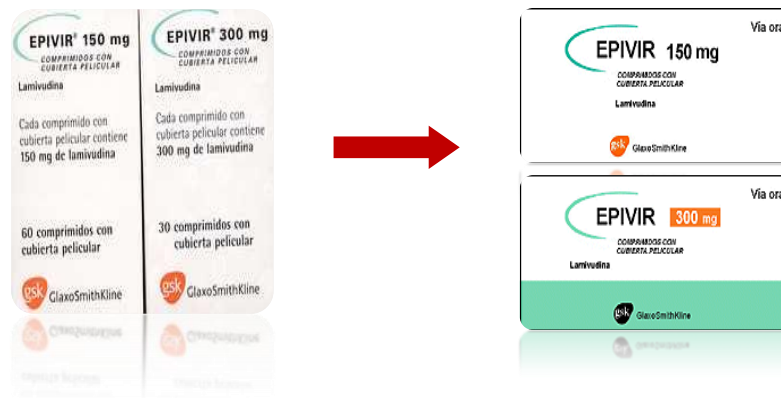 EPIVIR® 150 mg
COMPRIMIDOS CON
CUBIERTA PELICULAR
Lamivudina
Cada comprimido con
cubierta pelicular contiene
150 mg de lamivudina
60 comprimidos con
cubierta pelicular
gsk GlaxoSmithKline
EPIVIR® 300 mg
COMPRIMIDOS CON
CUBIERTA PELICULAR
Lamivudina
Cada comprimido con
cubierta pelicular contiene
300 mg de lamivudina
30 comprimidos con
cubierta pelicular
gsk GlaxoSmithKline
Vía ora
EPIVIR 150 mg
COMPRIMIDOS CON
CUBIERTA PELICULAR
Lamivudina
gsk GlaxoSmithKline
Vía ora
EPIVIR 300 mg
COMPRIMIDOS CON
CUBIERTA PELICULAR
Lamivudina
gsk GlaxoSmithKline